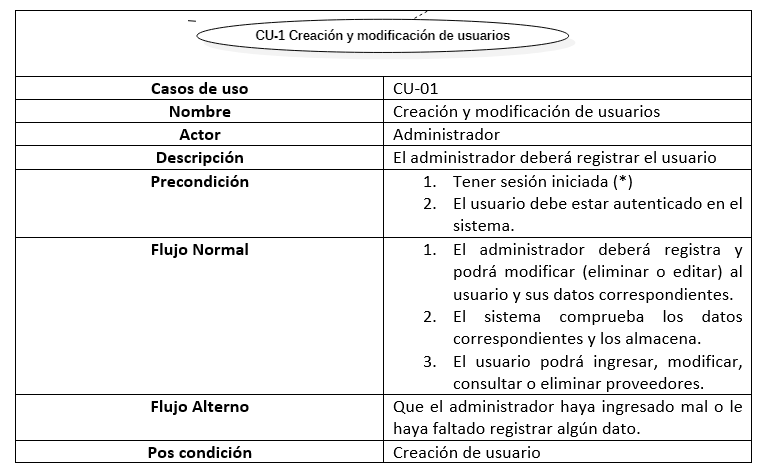 CU-1 Creación y modificación de usuarios
Casos de uso CU-01
Nombre Creación y modificación de usuarios
Actor Administrador
Descripción El administrador deberá registrar el usuario
Precondición 1. Tener sesión iniciada (*)
2. El usuario debe estar autenticado en el
sistema.
Flujo Normal 1. El administrador deberá registra y
podrá modificar (eliminar o editar) al
usuario y sus datos correspondientes.
2. El sistema comprueba los datos
correspondientes y los almacena.
3. El usuario podrá ingresar, modificar,
consultar o eliminar proveedores.
Flujo Alterno Que el administrador haya ingresado mal o le
haya faltado registrar algún dato.
Pos condición Creación de usuario